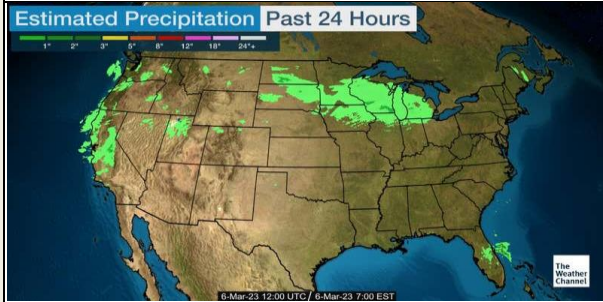 Estimated Precipitation Past 24 Hours
1" 2" 3" 5" 8" 12" 18" 24"+
The
Weather
Channel
6-Mar-23 12:00 UTC / 6-Mar-23 7:00 EST